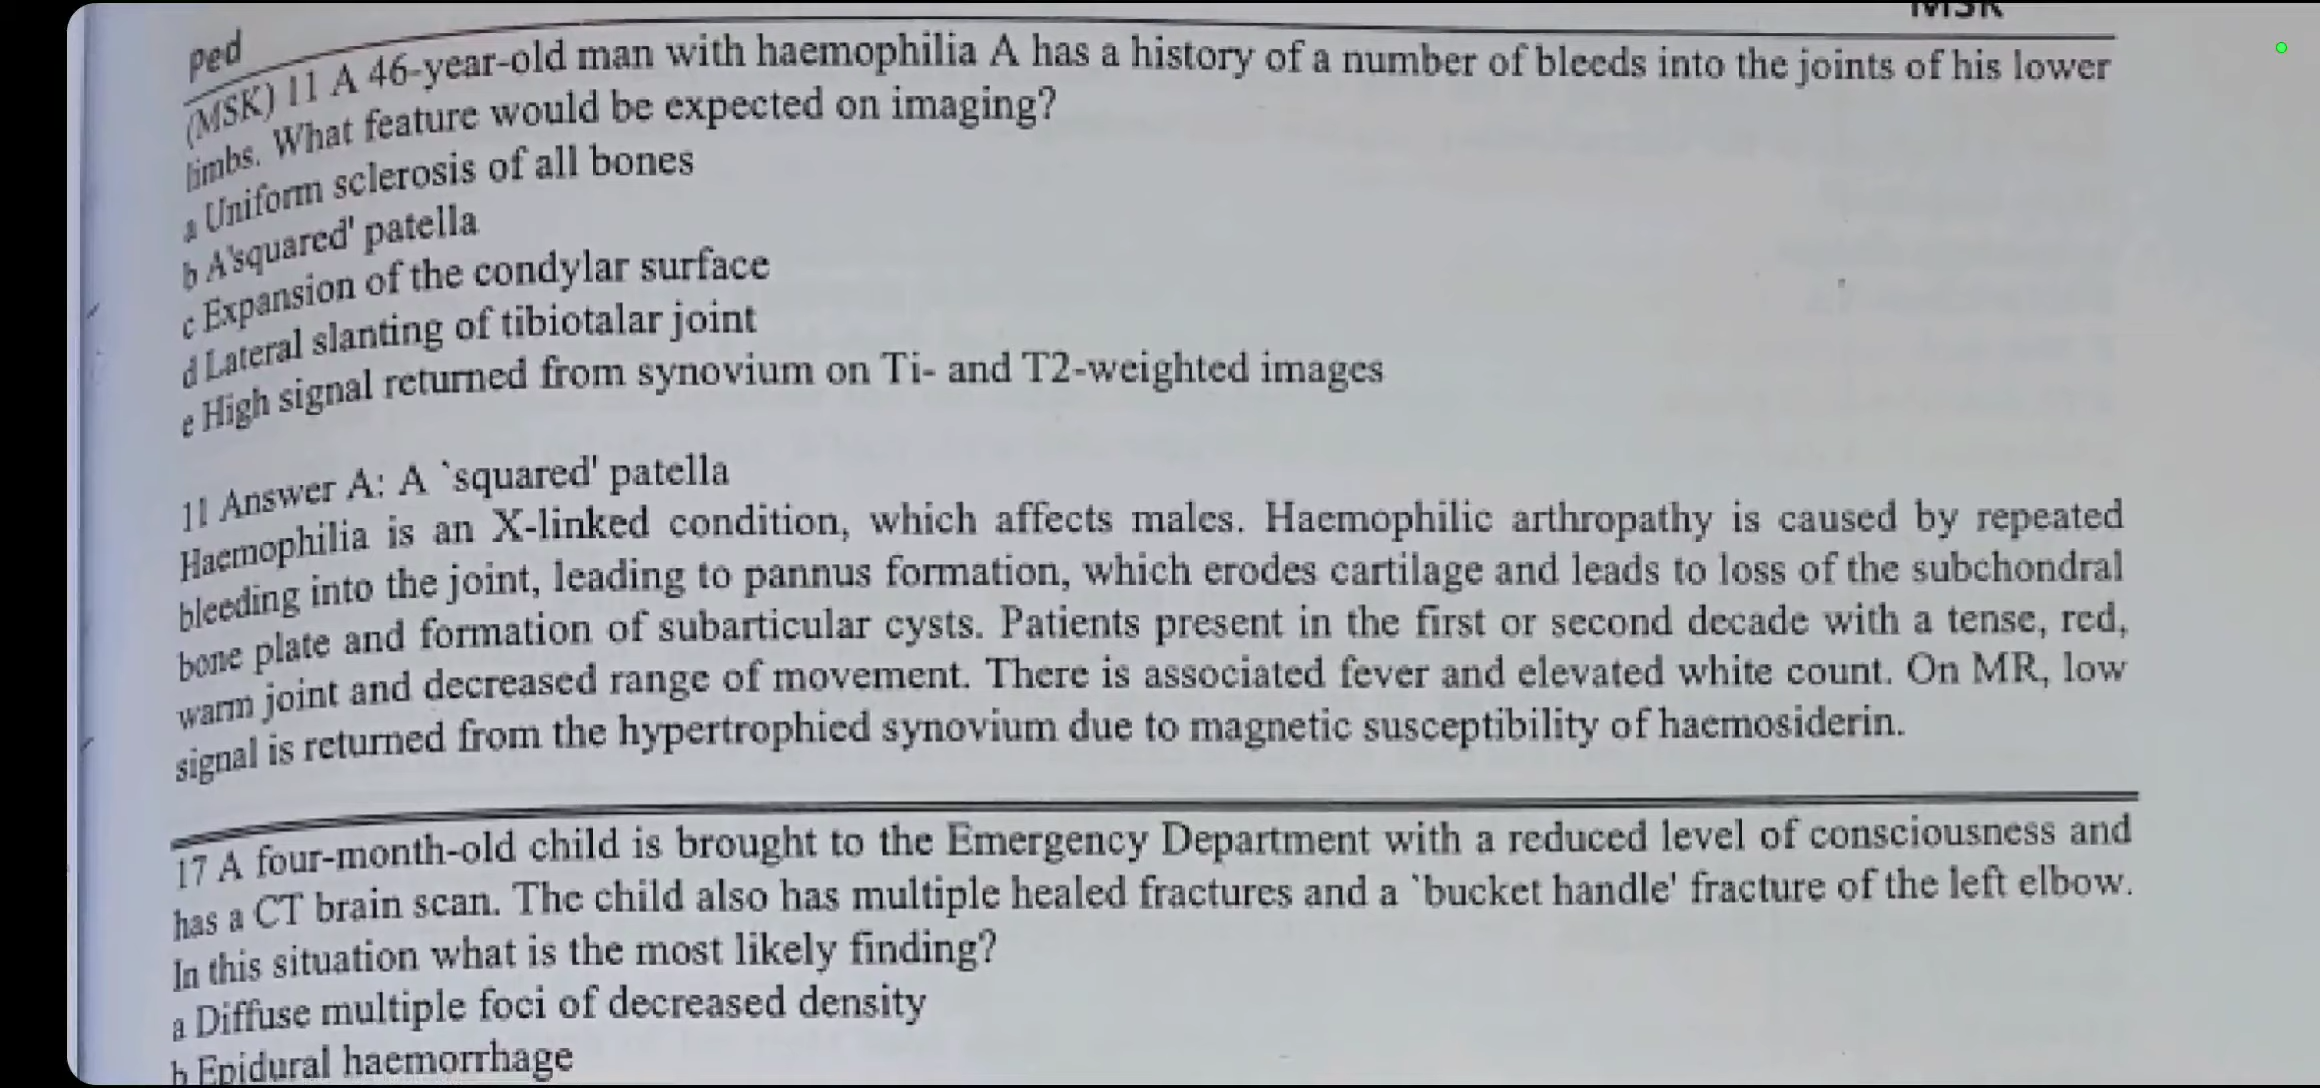 MSK
ped
(MSK) 11 A 46-year-old man with haemophilia A has a history of a number of bleeds into the joints of his lower
limbs. What feature would be expected on imaging?
a Uniform sclerosis of all bones
b A'squared' patella
c Expansion of the condylar surface
d Lateral slanting of tibiotalar joint
e High signal returned from synovium on Ti- and T2-weighted images
11 Answer A: A `squared' patella
Haemophilia is an X-linked condition, which affects males. Haemophilic arthropathy is caused by repeated
bleeding into the joint, leading to pannus formation, which erodes cartilage and leads to loss of the subchondral
bone plate and formation of subarticular cysts. Patients present in the first or second decade with a tense, red,
warm joint and decreased range of movement. There is associated fever and elevated white count. On MR, low
signal is returned from the hypertrophied synovium due to magnetic susceptibility of haemosiderin.
17 A four-month-old child is brought to the Emergency Department with a reduced level of consciousness and
has a CT brain scan. The child also has multiple healed fractures and a `bucket handle' fracture of the left elbow.
In this situation what is the most likely finding?
a Diffuse multiple foci of decreased density
b Epidural haemorrhage